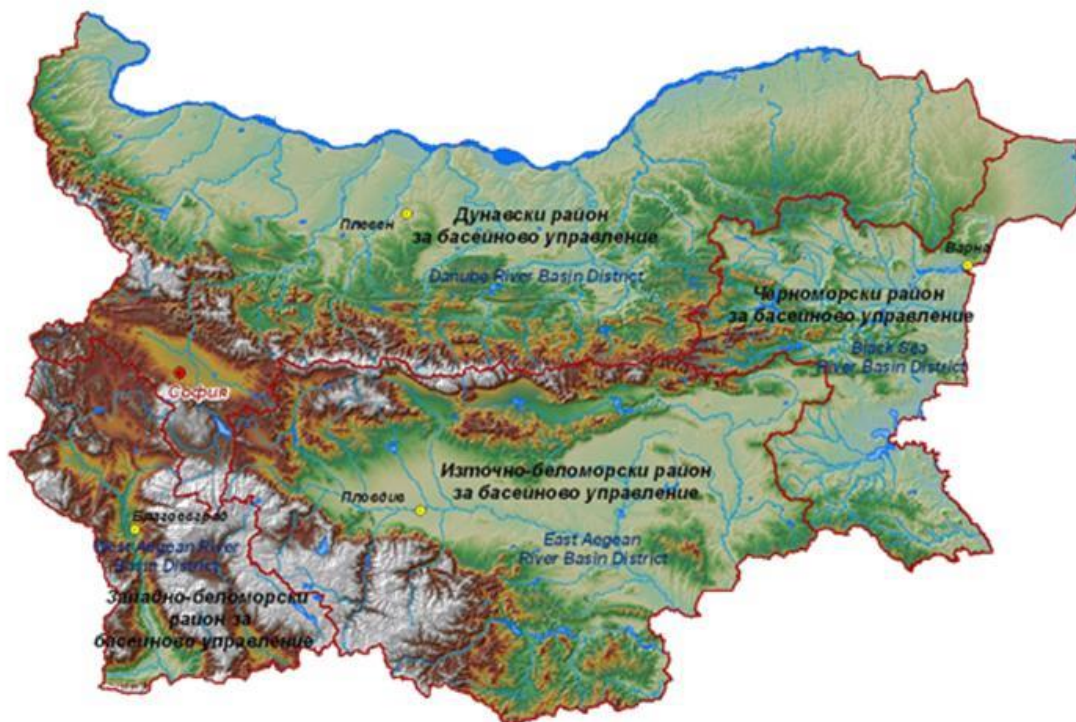 Плевен
Дунавски район
за басейново управление
Danube River Basin District
Варна
Черноморски район
за басейново управление
Black Sea
River Basin District
София
Източно-беломорски район
за басейново управление
Пловдив
East Aegean
River Basin District
Благоевград
West Aegean River
Basin District
Западно-беломорски
район за
басейново управление